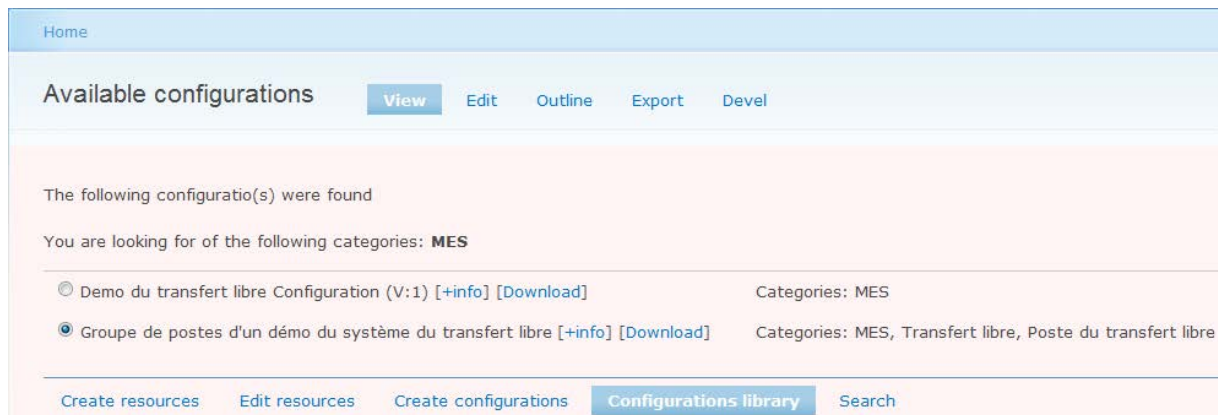 Home
Available configurations View Edit Outline Export Devel
The following configuratio(s) were found
You are looking for of the following categories: MES
Demo du transfert libre Configuration (V:1) [+info] [Download] Categories: MES
Groupe de postes d'un démo du système du transfert libre [+info] [Download] Categories: MES, Transfert libre, Poste du transfert libre
Create resources Edit resources Create configurations Configurations library Search